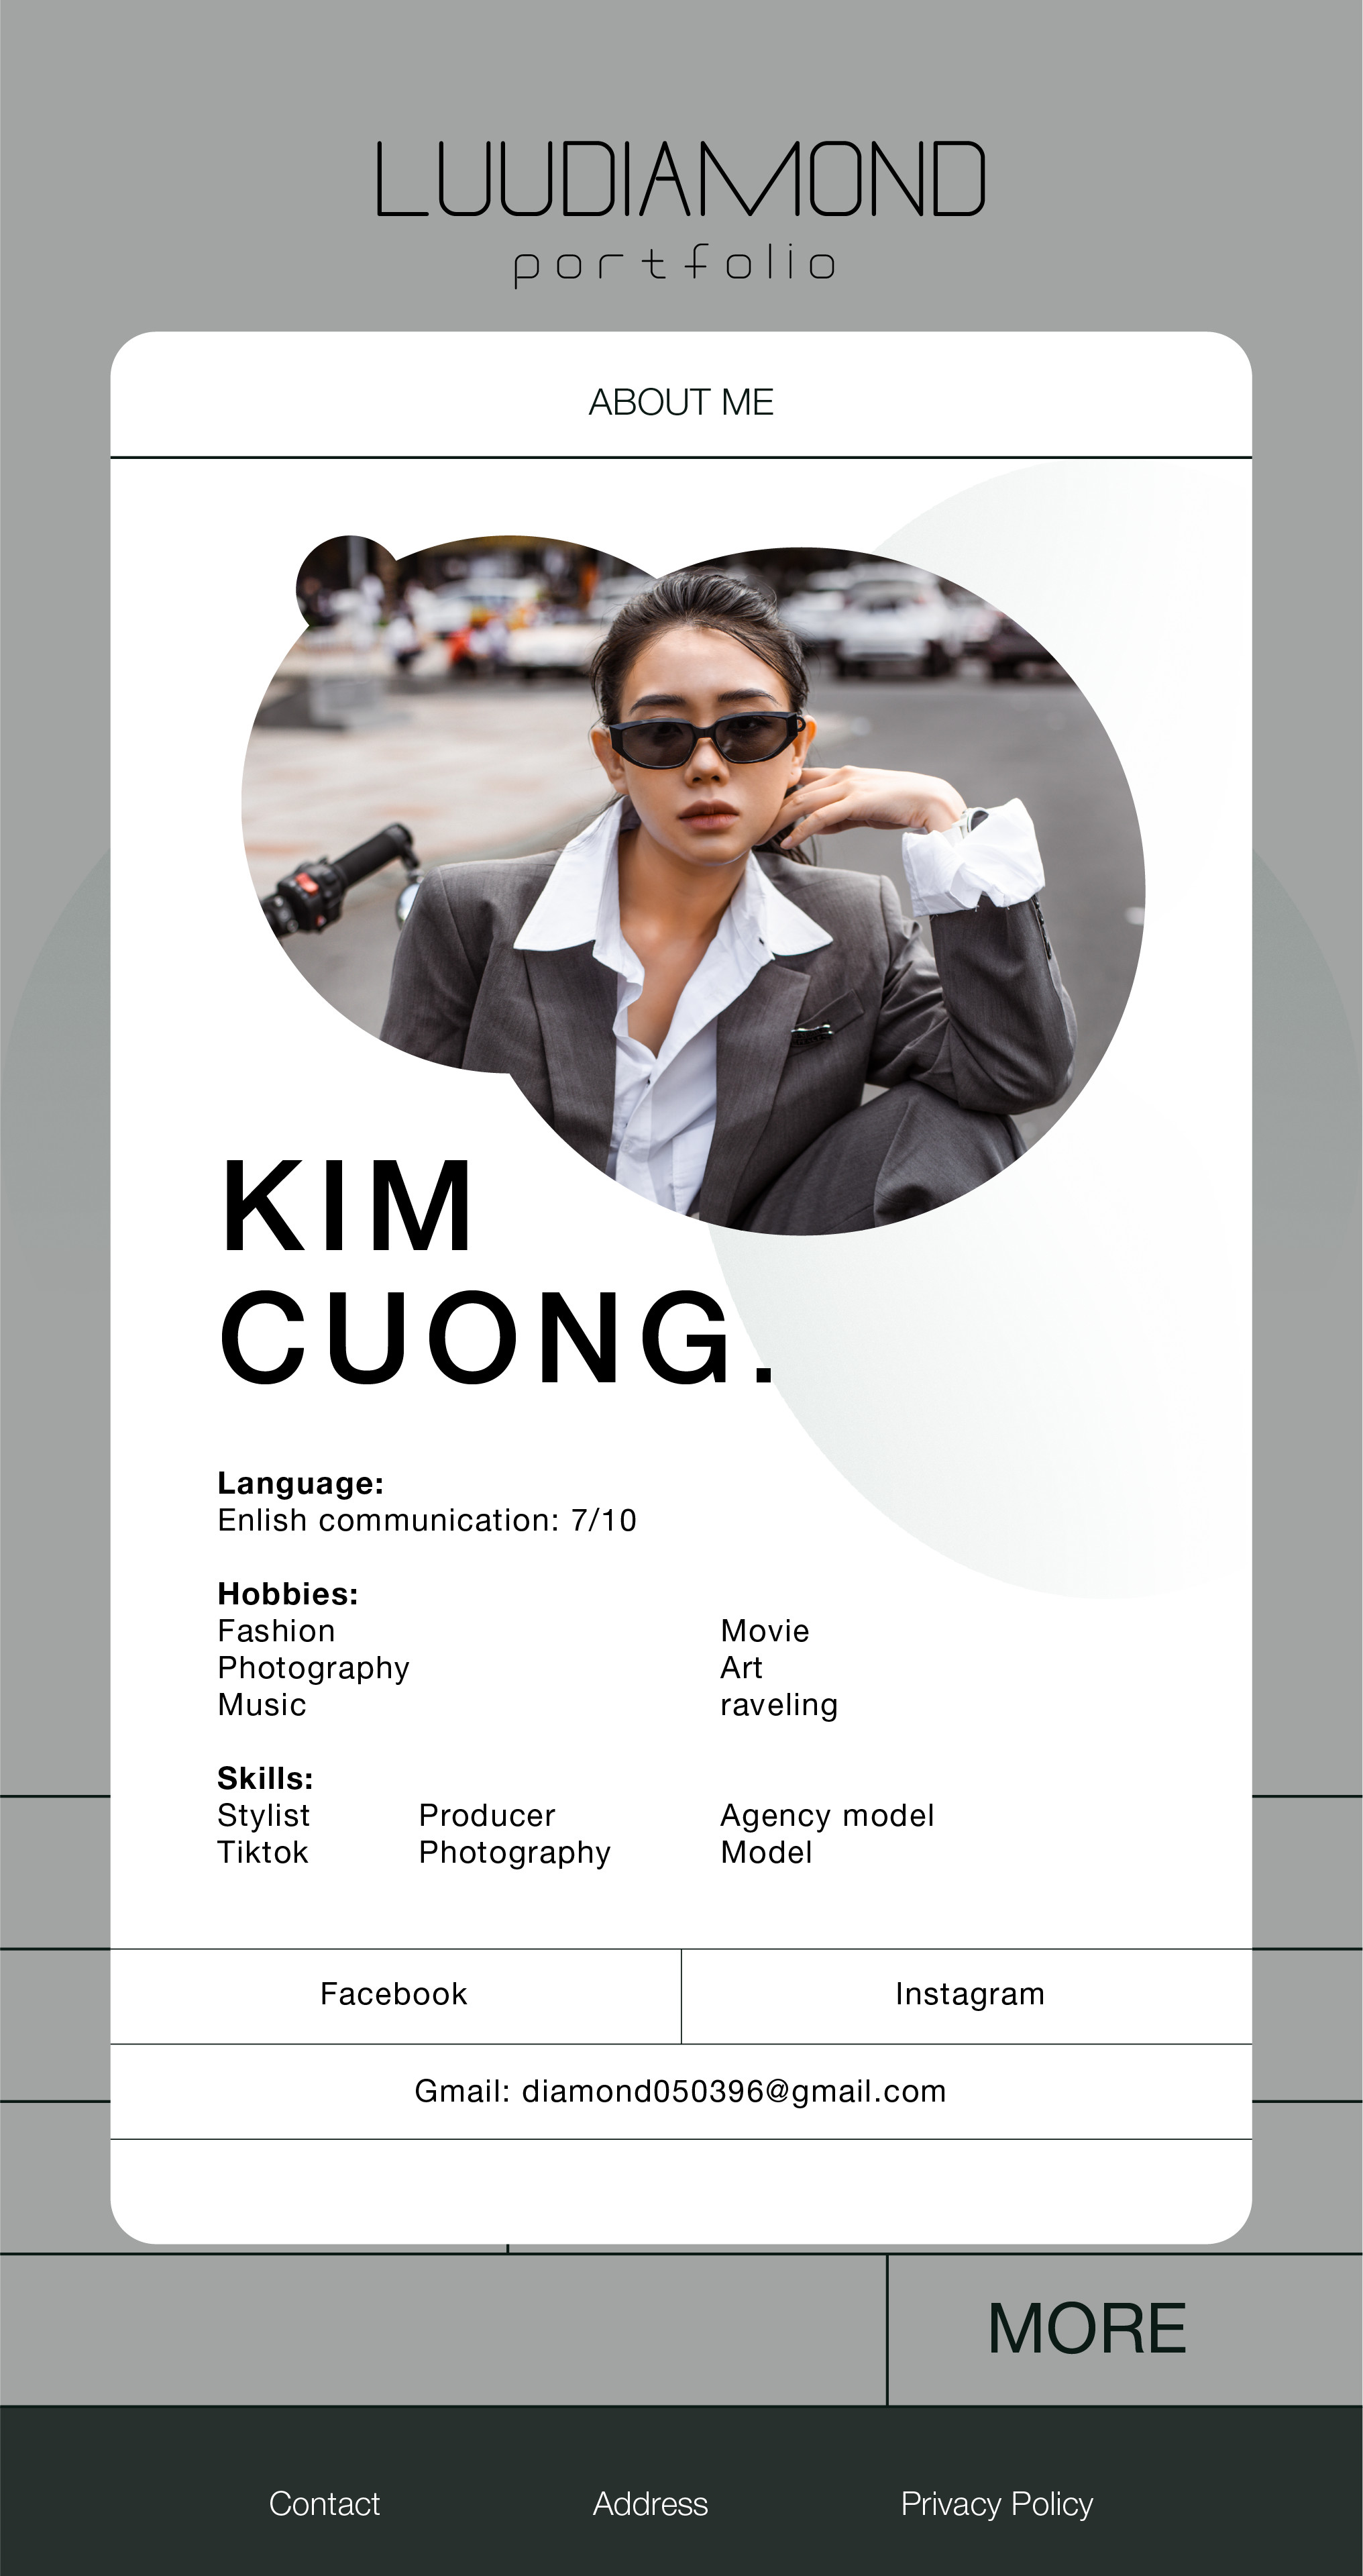 LUUDIAMOND
portfolio
ABOUT ME
KIM
CUONG.
Language:
Enlish communication: 7/10
Hobbies:
Fashion Movie
Photography Art
Music raveling
Skills:
Stylist Producer Agency model
Tiktok Photography Model
Facebook Instagram
Gmail: diamond050396@gmail.com
MORE
Contact Address Privacy Policy